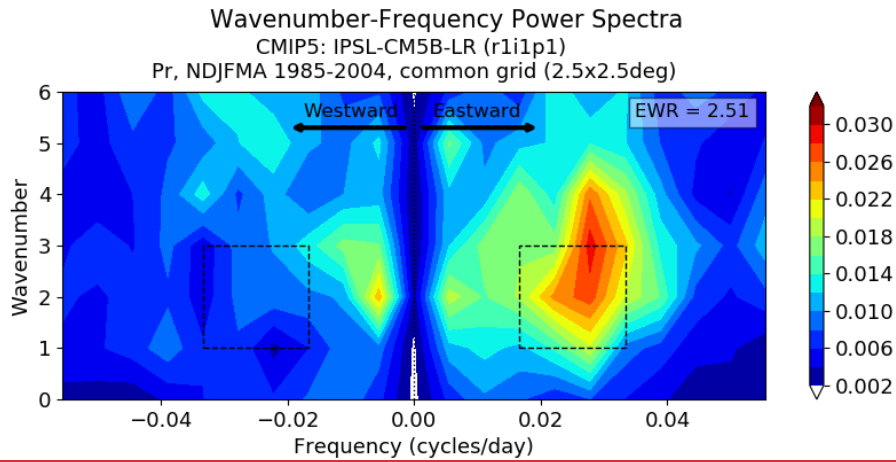 Wavenumber-Frequency Power Spectra
CMIP5: IPSL-CM5B-LR (r1i1p1)
Pr, NDJFMA 1985-2004, common grid (2.5x2.5deg)
Westward Eastward
EWR = 2.51
6
5
4
3
2
1
0
Wavenumber
−0.04 −0.02 0.00 0.02 0.04
Frequency (cycles/day)
0.030
0.026
0.022
0.018
0.014
0.010
0.006
0.002